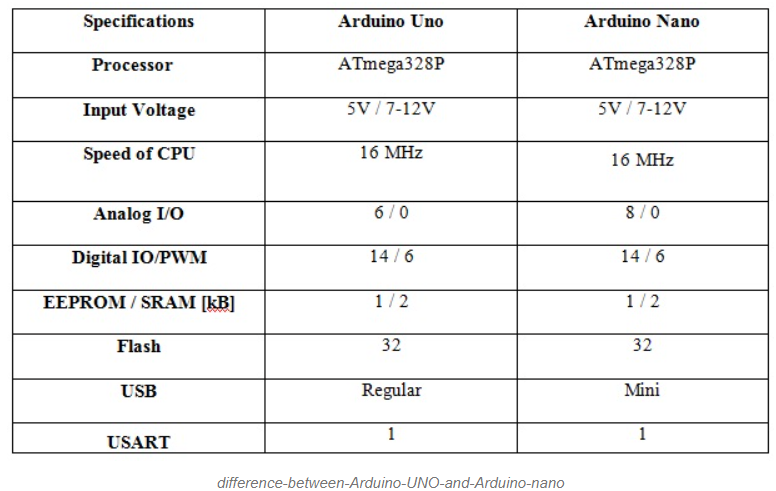 Specifications Arduino Uno Arduino Nano
Processor ATmega328P ATmega328P
Input Voltage 5V / 7-12V 5V / 7-12V
Speed of CPU 16 MHz 16 MHz
Analog I/O 6 / 0 8 / 0
Digital IO/PWM 14 / 6 14 / 6
EEPROM / SRAM [kB] 1 / 2 1 / 2
Flash 32 32
USB Regular Mini
USART 1 1
difference-between-Arduino-UNO-and-Arduino-nano